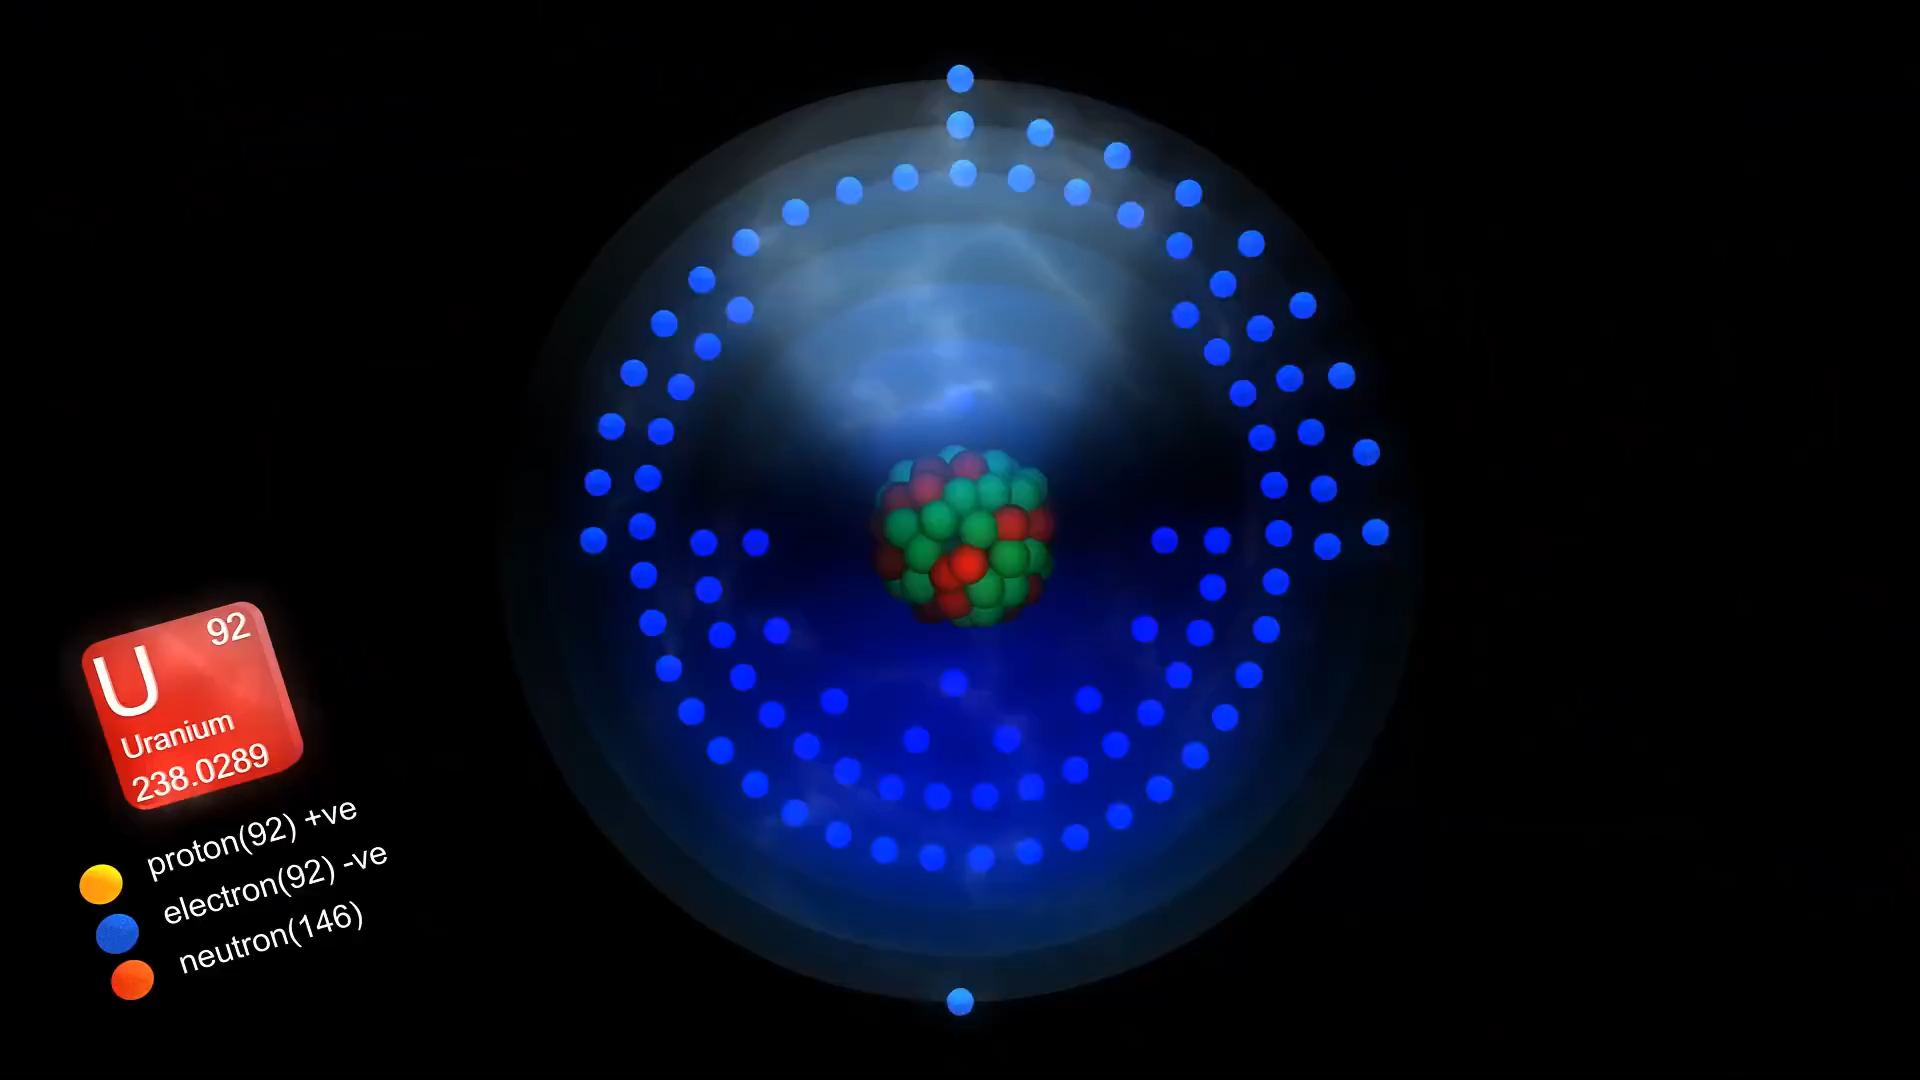 92
U
Uranium
238.0289
proton(92) +ve
electron(92) -ve
neutron(146)